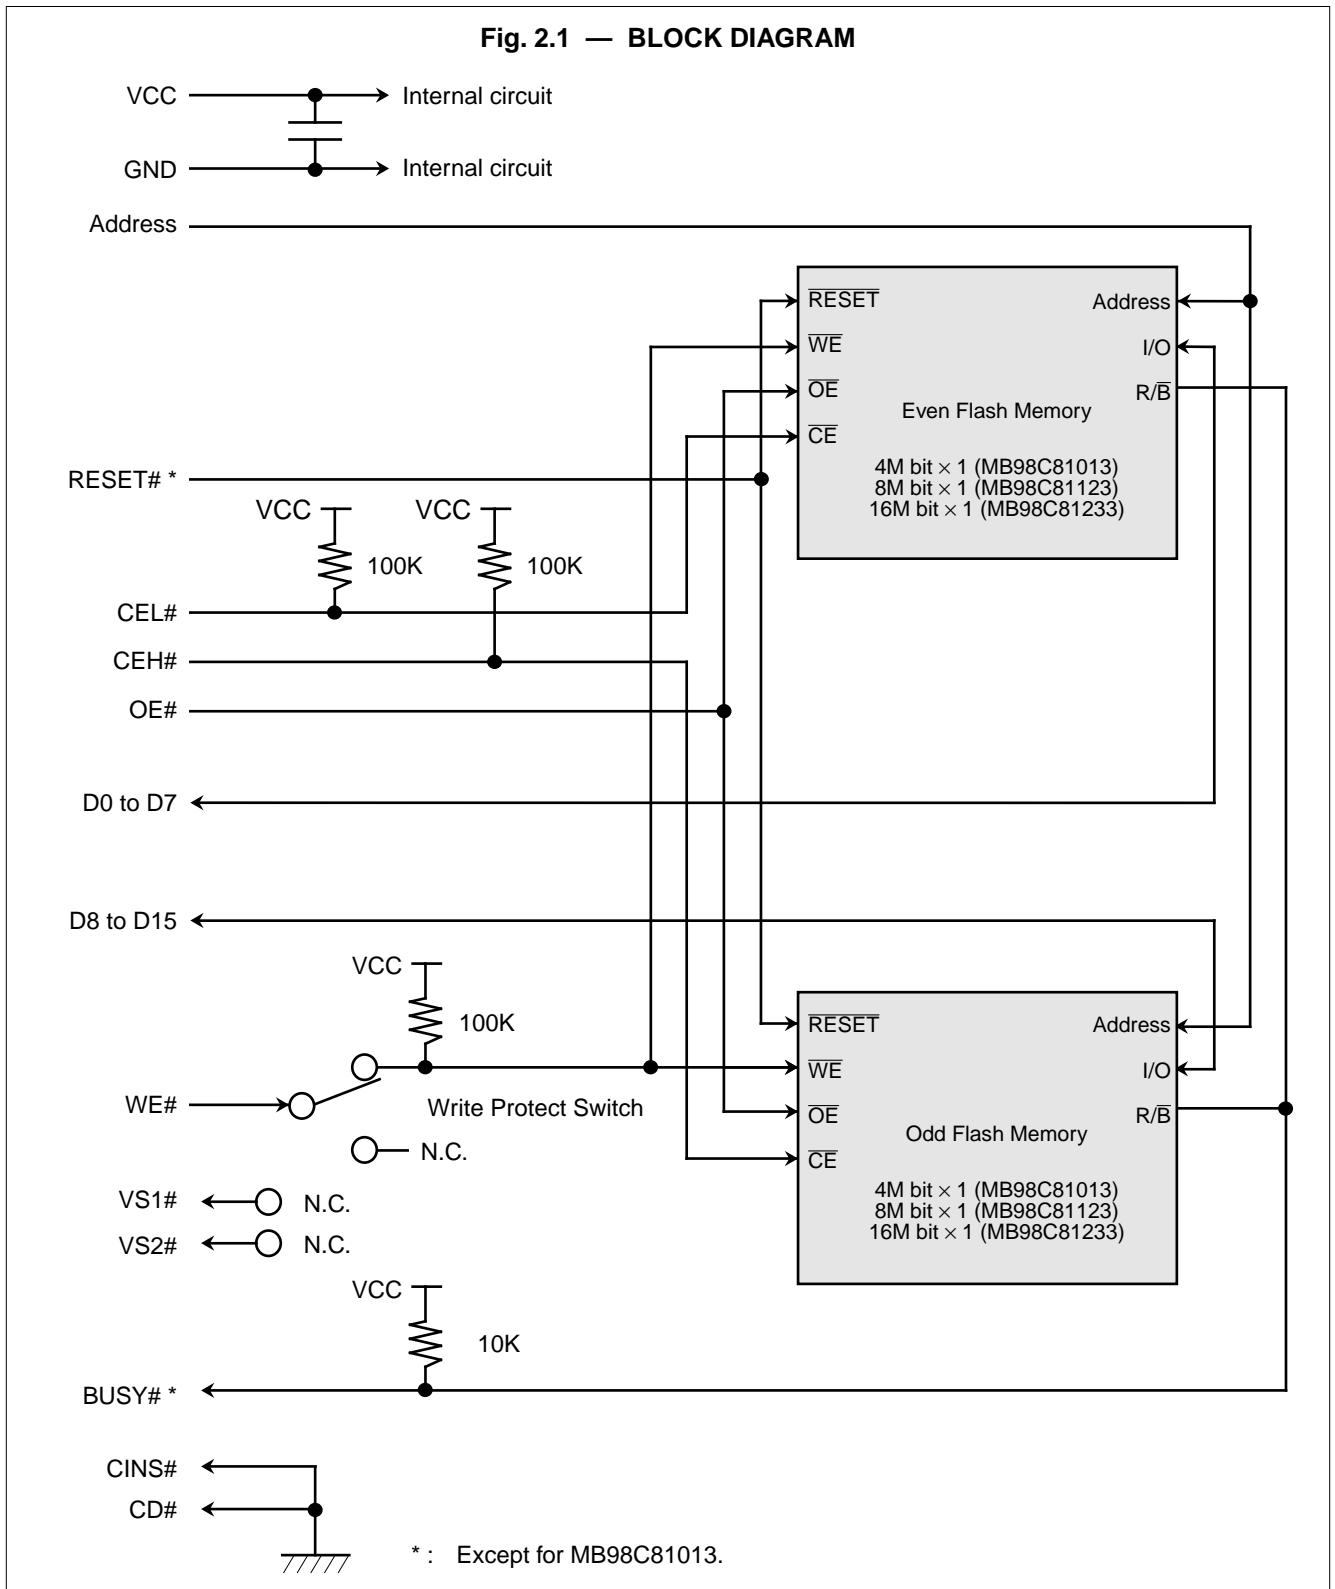 Fig. 2.1 — BLOCK DIAGRAM
VCC
Internal circuit
GND
Internal circuit
Address
RESET
Address
WE
I/O
OE
R/B
Even Flash Memory
CE
4M bit × 1 (MB98C81013)
8M bit × 1 (MB98C81123)
16M bit × 1 (MB98C81233)
RESET# *
VCC
VCC
100K
100K
CEL#
CEH#
OE#
D0 to D7
D8 to D15
VCC
100K
RESET
Address
WE
I/O
WE#
Write Protect Switch
OE
R/B
Odd Flash Memory
N.C.
CE
4M bit × 1 (MB98C81013)
8M bit × 1 (MB98C81123)
16M bit × 1 (MB98C81233)
VS1#
N.C.
VS2#
N.C.
VCC
10K
BUSY# *
CINS#
CD#
* : Except for MB98C81013.